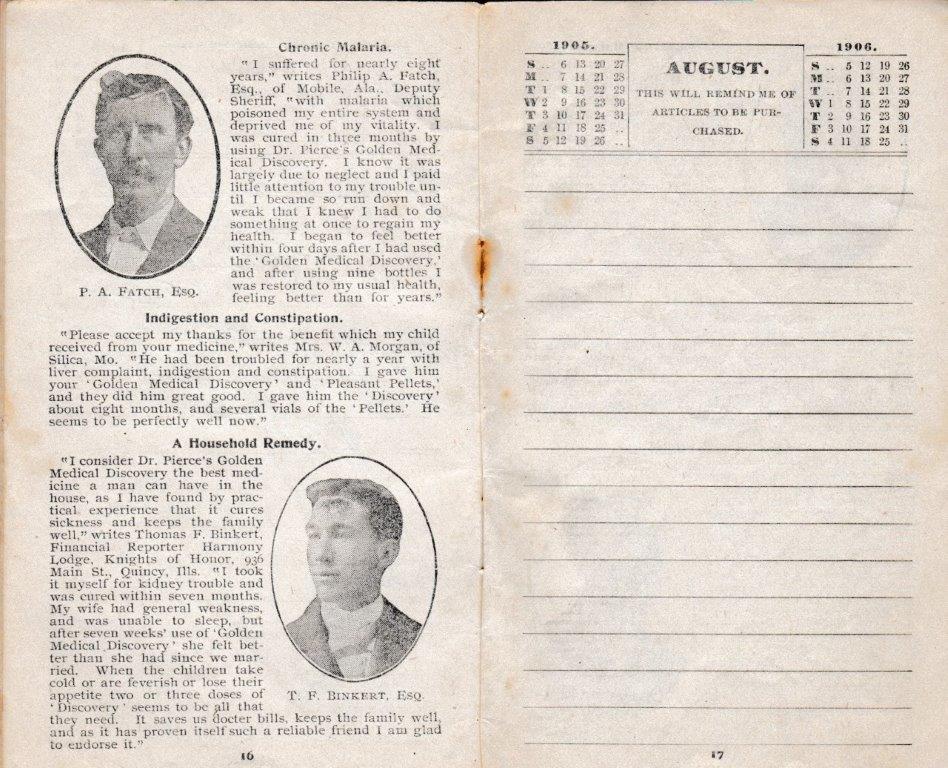 Chronic Malaria.
"I suffered for nearly eight
years," writes Philip A. Fatch,
Esq., of Mobile, Ala., Deputy
Sheriff, "with malaria which
poisoned my entire system and
deprived me of my vitality. I
was cured in three months by
using Dr. Pierce's Golden Med-
ical Discovery. I know it was
largely due to neglect and I paid
little attention to my trouble un-
til I became so run down and
weak that I knew I had to do
something at once to regain my
health. I began to feel better
within four days after I had used
the 'Golden Medical Discovery,'
and after using nine bottles I
was restored to my usual health,
feeling better than for years."
P. A. FATCH, ESQ.
Indigestion and Constipation.
"Please accept my thanks for the benefit which my child
received from your medicine," writes Mrs. W. A. Morgan, of
Silica, Mo. "He had been troubled for nearly a year with
liver complaint, indigestion and constipation. I gave him
your 'Golden Medical Discovery' and 'Pleasant Pellets,'
and they did him great good. I gave him the 'Discovery'
about eight months, and several vials of the 'Pellets.' He
seems to be perfectly well now."
A Household Remedy.
"I consider Dr. Pierce's Golden
Medical Discovery the best med-
icine a man can have in the
house, as I have found by prac-
tical experience that it cures
sickness and keeps the family
well," writes Thomas F. Binkert,
Financial Reporter Harmony
Lodge, Knights of Honor, 936
Main St., Quincy, Ills. "I took
it myself for kidney trouble and
was cured within seven months.
My wife had general weakness,
and was unable to sleep, but
after seven weeks' use of 'Golden
Medical Discovery' she felt bet-
ter than she had since we mar-
ried. When the children take
cold or are feverish or lose their
appetite two or three doses of
'Discovery' seems to be all that
they need. It saves us docter bills, keeps the family well,
and as it has proven itself such a reliable friend I am glad
to endorse it."
T. F. BINKERT, ESQ.
16
1905.
S .. 6 13 20 27
M .. 7 14 21 28
T 1 8 15 22 29
W 2 9 16 23 30
T 3 10 17 24 31
F 4 11 18 25 ..
S 5 12 19 26 ..
AUGUST.
THIS WILL REMIND ME OF
ARTICLES TO BE PUR-
CHASED.
1906.
S .. 5 12 19 26
M .. 6 13 20 27
T .. 7 14 21 28
W 1 8 15 22 29
T 2 9 16 23 30
F 3 10 17 24 31
S 4 11 18 25 ..
17